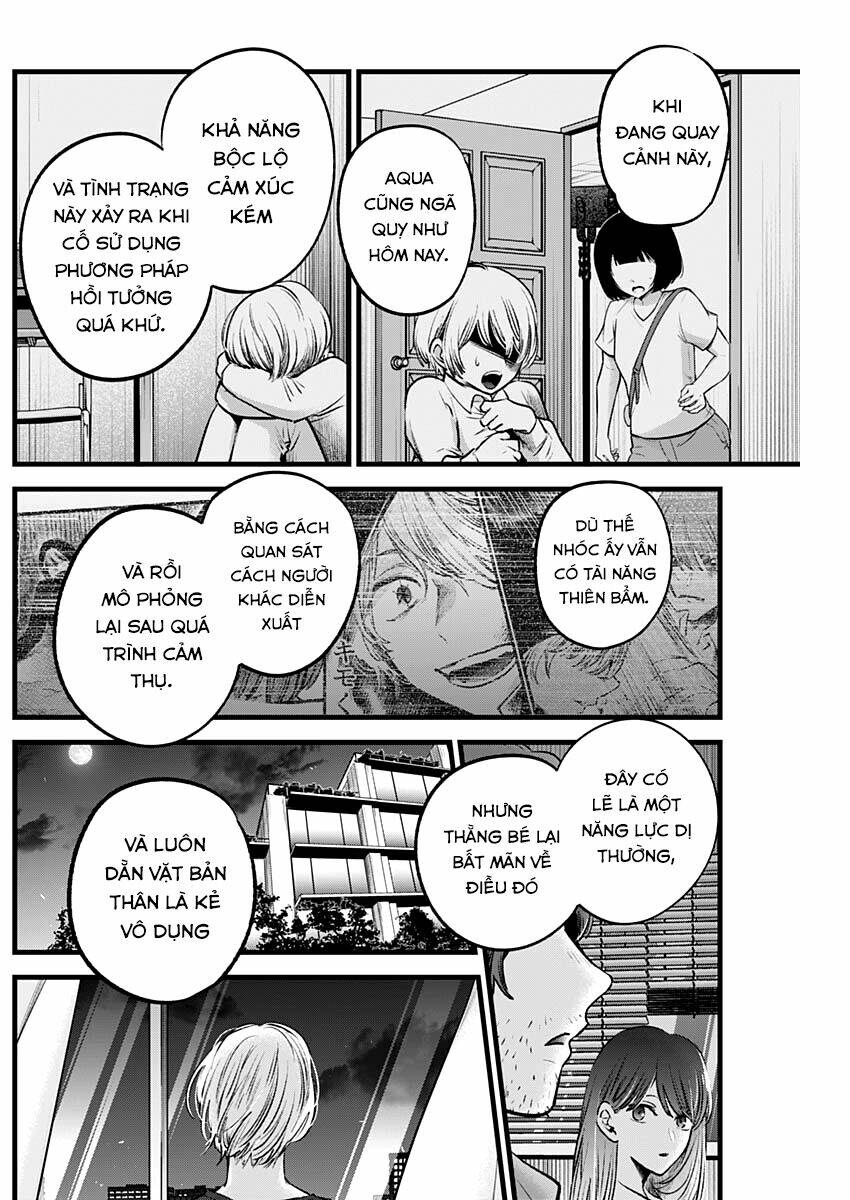 KHI
ĐANG QUAY
CẢNH NÀY,
AQUA
CŨNG NGÃ
QUỴ NHƯ
HÔM NAY.
KHẢ NĂNG
BỘC LỘ
CẢM XÚC
KÉM
VÀ TÌNH TRẠNG
NÀY XẢY RA KHI
CỐ SỬ DỤNG
PHƯƠNG PHÁP
HỒI TƯỞNG
QUÁ KHỨ.
DÙ THẾ
NHÓC ẤY VẪN
CÓ TÀI NĂNG
THIÊN BẨM.
BẰNG CÁCH
QUAN SÁT
CÁCH NGƯỜI
KHÁC DIỄN
XUẤT
VÀ RỒI
MÔ PHỎNG
LẠI SAU QUÁ
TRÌNH CẢM
THỤ.
キモく
ĐÂY CÓ
LẼ LÀ MỘT
NĂNG LỰC DỊ
THƯỜNG,
NHƯNG
THẰNG BÉ LẠI
BẤT MÃN VỀ
ĐIỀU ĐÓ
VÀ LUÔN
DẰN VẶT BẢN
THÂN LÀ KẺ
VÔ DỤNG